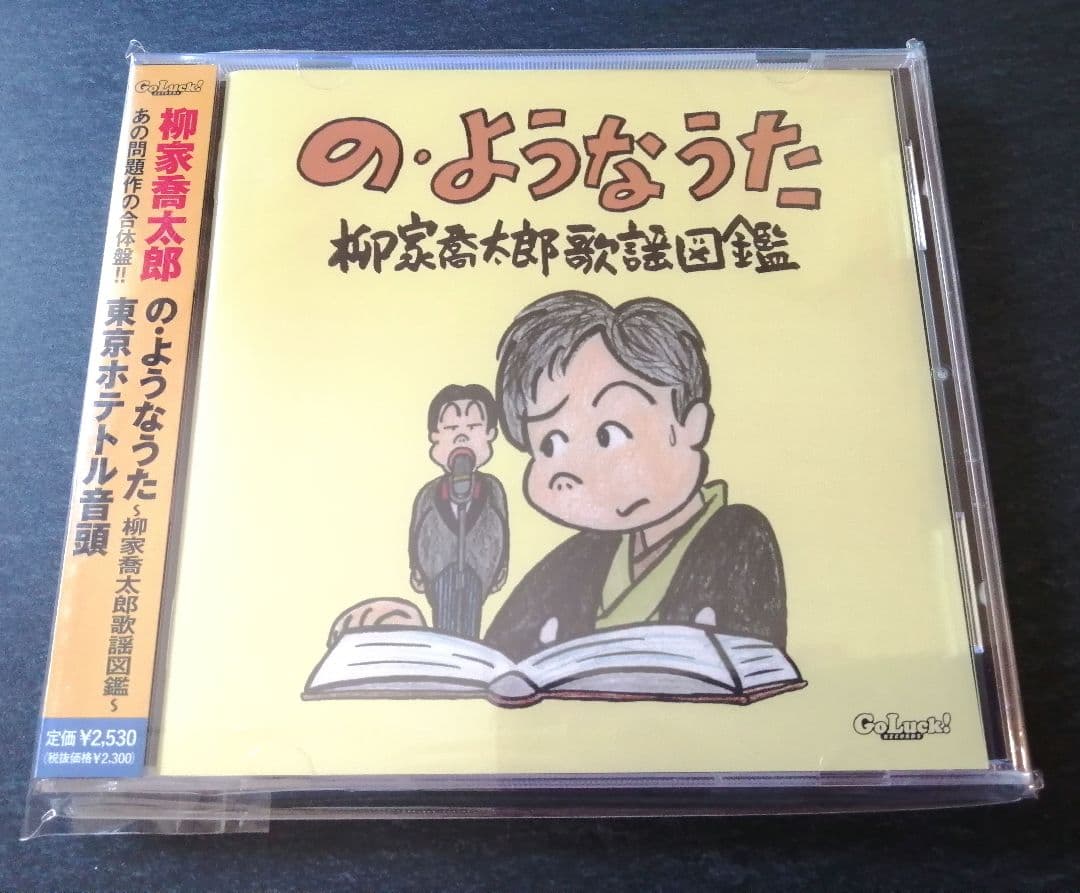 GoLuck!
RECORDS
柳家喬太郎
あの問題作の合体盤!!
の・ようなうた
~柳家喬太郎歌謡図鑑~
東京ホテトル音頭
定価¥2,530
(税抜価格¥2,300)
の・ようなうた
柳家喬太郎歌謡図鑑
GoLuck!
RECORDS